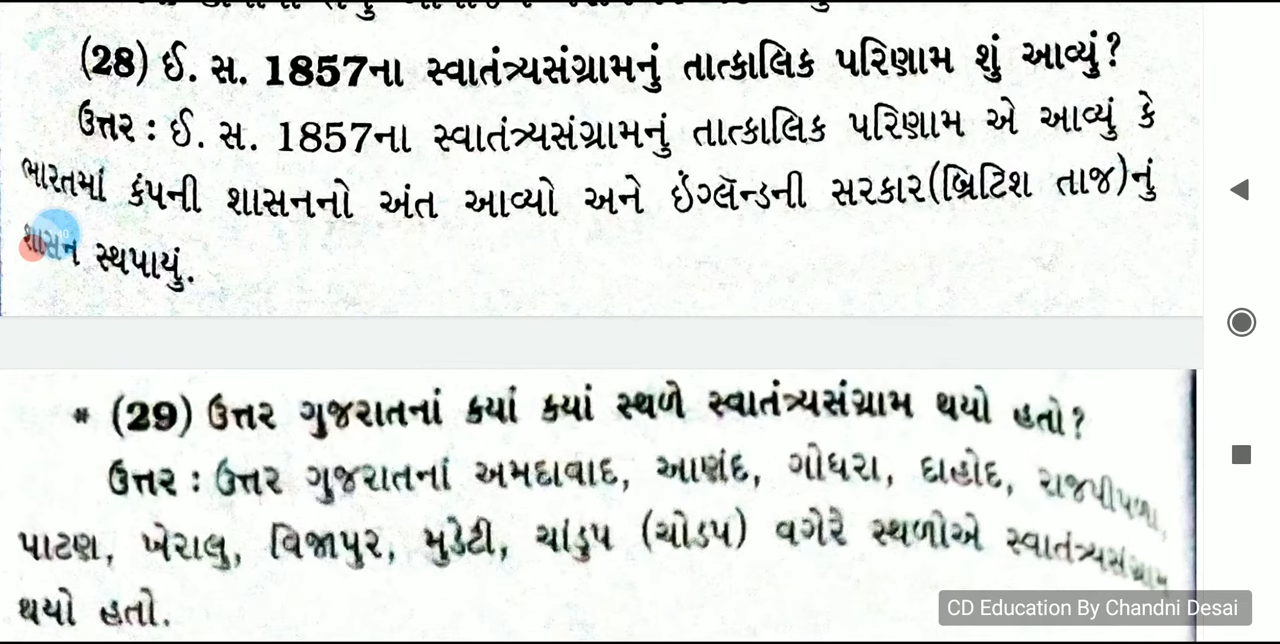 (28) ઈ. સ. 1857ના સ્વાતંત્ર્યસંગ્રામનું તાત્કાલિક પરિણામ શું આવ્યું?
ઉત્તર : ઈ. સ. 1857ના સ્વાતંત્ર્યસંગ્રામનું તાત્કાલિક પરિણામ એ આવ્યું કે
ભારતમાં કંપની શાસનનો અંત આવ્યો અને ઇંગ્લૅન્ડની સરકાર(બ્રિટિશ તાજ)નું
શાસન સ્થપાયું.
* (29) ઉત્તર ગુજરાતનાં કયાં કયાં સ્થળે સ્વાતંત્ર્યસંગ્રામ થયો હતો?
ઉત્તર : ઉત્તર ગુજરાતનાં અમદાવાદ, આણંદ, ગોધરા, દાહોદ, રાજપીપળા,
પાટણ, ખેરાલુ, વિજાપુર, મુડેટી, ચાંડુપ (ચોડપ) વગેરે સ્થળોએ સ્વાતંત્ર્યસંગ્રામ
થયો હતો.
CD Education By Chandni Desai